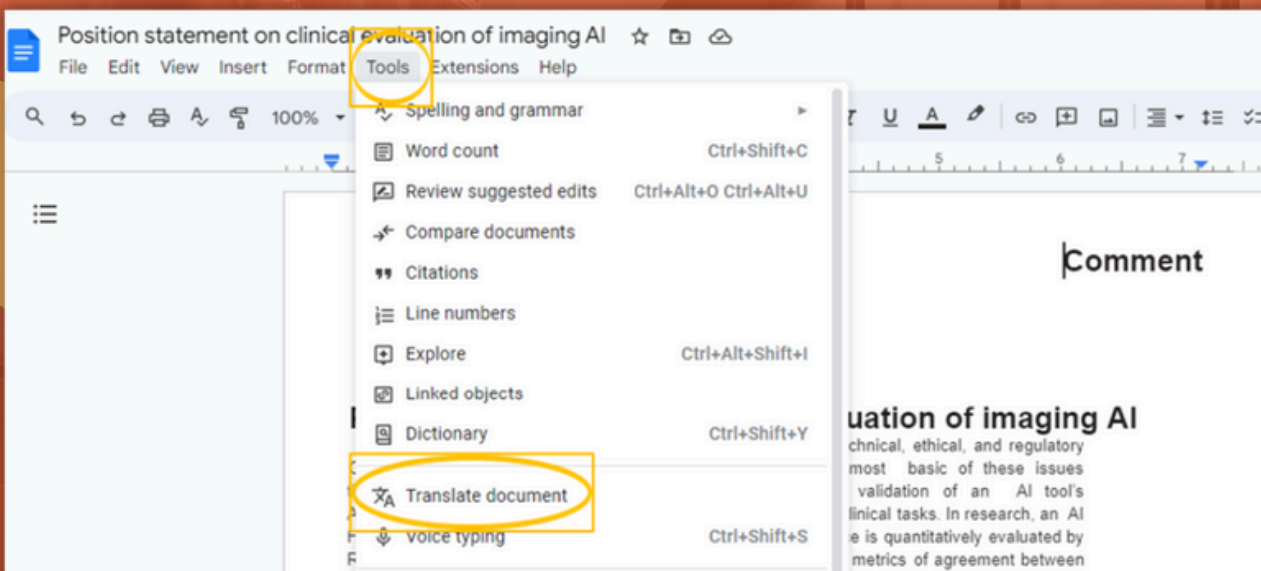 Position statement on clinical evaluation of imaging AI
File Edit View Insert Format Tools Extensions Help
100%
Spelling and grammar
Word count Ctrl+Shift+C
Review suggested edits Ctrl+Alt+O Ctrl+Alt+U
Compare documents
Citations
Line numbers
Explore Ctrl+Alt+Shift+I
Linked objects
Dictionary Ctrl+Shift+Y
Translate document
Voice typing Ctrl+Shift+S
5 6 7
Comment
uation of imaging AI
chnical, ethical, and regulatory
most basic of these issues
validation of an AI tool's
linical tasks. In research, an AI
e is quantitatively evaluated by
metrics of agreement between